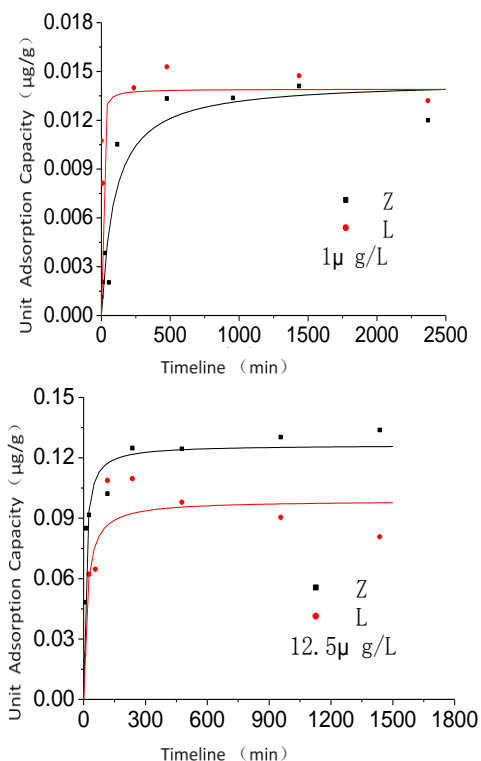 Unit Adsorption Capacity (μg/g)
0.018
0.015
0.012
0.009
0.006
0.003
0.000
Z
L
1μ g/L
0 500 1000 1500 2000 2500
Timeline (min)
Unit Adsorption Capacity (μg/g)
0.15
0.12
0.09
0.06
0.03
0.00
Z
L
12.5μ g/L
0 300 600 900 1200 1500 1800
Timeline (min)